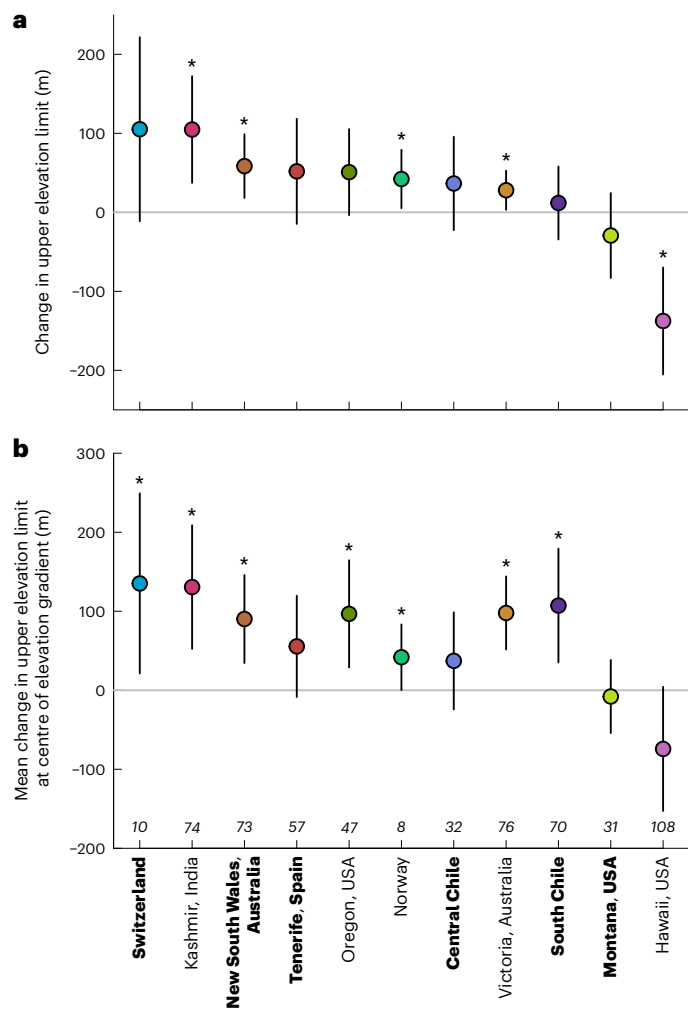 a
Change in upper elevation limit (m)
200
100
0
–100
–200
*
*
*
*
*
b
Mean change in upper elevation limit
at centre of elevation gradient (m)
300
200
100
0
–100
–200
*
*
*
*
*
*
*
10 74 73 57 47 8 32 76 70 31 108
Switzerland
Kashmir, India
New South Wales,
Australia
Tenerife, Spain
Oregon, USA
Norway
Central Chile
Victoria, Australia
South Chile
Montana, USA
Hawaii, USA